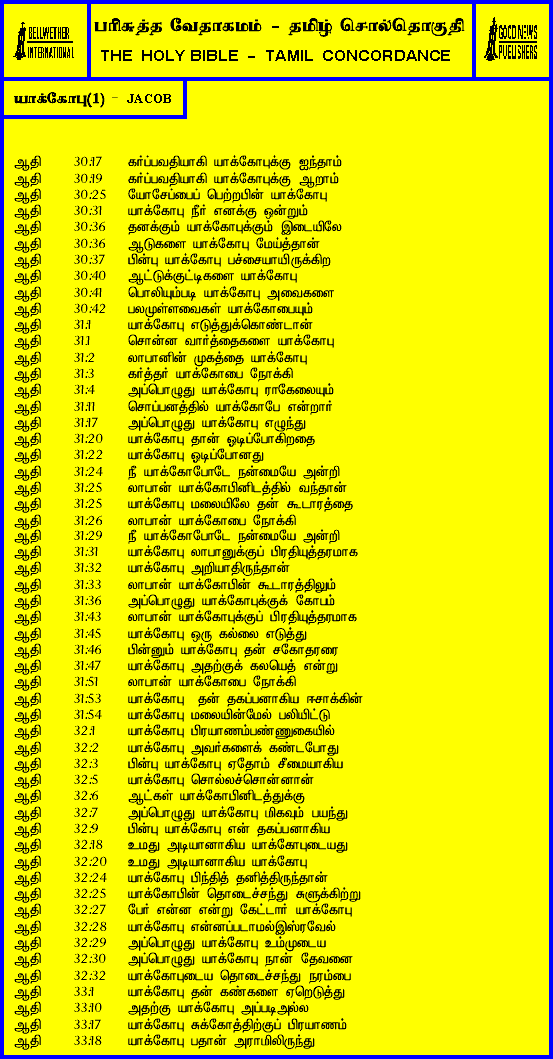 BELLWETHER
INTERNATIONAL
பரிசுத்த வேதாகமம் – தமிழ் சொல்தொகுதி
THE HOLY BIBLE – TAMIL CONCORDANCE
GOOD NEWS
PUBLISHERS
யாக்கோபு(1) – JACOB
ஆதி 30:17 கர்ப்பவதியாகி யாக்கோபுக்கு ஐந்தாம்
ஆதி 30:19 கர்ப்பவதியாகி யாக்கோபுக்கு ஆறாம்
ஆதி 30:25 யோசேப்பைப் பெற்றபின் யாக்கோபு
ஆதி 30:31 யாக்கோபு நீர் எனக்கு ஒன்றும்
ஆதி 30:36 தனக்கும் யாக்கோபுக்கும் இடையிலே
ஆதி 30:36 ஆடுகளை யாக்கோபு மேய்த்தான்
ஆதி 30:37 பின்பு யாக்கோபு பச்சையாயிருக்கிற
ஆதி 30:40 ஆட்டுக்குட்டிகளை யாக்கோபு
ஆதி 30:41 பொலியும்படி யாக்கோபு அவைகளை
ஆதி 30:42 பலமுள்ளவைகள் யாக்கோபையும்
ஆதி 31:1 யாக்கோபு எடுத்துக்கொண்டான்
ஆதி 31:1 சொன்ன வார்த்தைகளை யாக்கோபு
ஆதி 31:2 லாபானின் முகத்தை யாக்கோபு
ஆதி 31:3 கர்த்தர் யாக்கோபை நோக்கி
ஆதி 31:4 அப்பொழுது யாக்கோபு ராகேலையும்
ஆதி 31:11 சொப்பனத்தில் யாக்கோபே என்றார்
ஆதி 31:17 அப்பொழுது யாக்கோபு எழுந்து
ஆதி 31:20 யாக்கோபு தான் ஓடிப்போகிறதை
ஆதி 31:22 யாக்கோபு ஓடிப்போனது
ஆதி 31:24 நீ யாக்கோபோடே நன்மையே அன்றி
ஆதி 31:25 லாபான் யாக்கோபினிடத்தில் வந்தான்
ஆதி 31:25 யாக்கோபு மலையிலே தன் கூடாரத்தை
ஆதி 31:26 லாபான் யாக்கோபை நோக்கி
ஆதி 31:29 நீ யாக்கோபோடே நன்மையே அன்றி
ஆதி 31:31 யாக்கோபு லாபானுக்குப் பிரதியுத்தரமாக
ஆதி 31:32 யாக்கோபு அறியாதிருந்தான்
ஆதி 31:33 லாபான் யாக்கோபின் கூடாரத்திலும்
ஆதி 31:36 அப்பொழுது யாக்கோபுக்குக் கோபம்
ஆதி 31:43 லாபான் யாக்கோபுக்குப் பிரதியுத்தரமாக
ஆதி 31:45 யாக்கோபு ஒரு கல்லை எடுத்து
ஆதி 31:46 பின்னும் யாக்கோபு தன் சகோதரரை
ஆதி 31:47 யாக்கோபு அதற்குக் கலயெத் என்று
ஆதி 31:51 லாபான் யாக்கோபை நோக்கி
ஆதி 31:53 யாக்கோபு தன் தகப்பனாகிய ஈசாக்கின்
ஆதி 31:54 யாக்கோபு மலையின்மேல் பலியிட்டு
ஆதி 32:1 யாக்கோபு பிரயாணம்பண்ணுகையில்
ஆதி 32:2 யாக்கோபு அவர்களைக் கண்டபோது
ஆதி 32:3 பின்பு யாக்கோபு ஏதோம் சீமையாகிய
ஆதி 32:5 யாக்கோபு சொல்லச்சொன்னான்
ஆதி 32:6 ஆட்கள் யாக்கோபினிடத்துக்கு
ஆதி 32:7 அப்பொழுது யாக்கோபு மிகவும் பயந்து
ஆதி 32:9 பின்பு யாக்கோபு என் தகப்பனாகிய
ஆதி 32:18 உமது அடியானாகிய யாக்கோபுடையது
ஆதி 32:20 உமது அடியானாகிய யாக்கோபு
ஆதி 32:24 யாக்கோபு பிந்தித் தனித்திருந்தான்
ஆதி 32:25 யாக்கோபின் தொடைச்சந்து சுளுக்கிற்று
ஆதி 32:27 பேர் என்ன என்று கேட்டார் யாக்கோபு
ஆதி 32:28 யாக்கோபு என்னப்படாமல்இஸ்ரவேல்
ஆதி 32:29 அப்பொழுது யாக்கோபு உம்முடைய
ஆதி 32:30 அப்பொழுது யாக்கோபு நான் தேவனை
ஆதி 32:32 யாக்கோபுடைய தொடைச்சந்து நரம்பை
ஆதி 33:1 யாக்கோபு தன் கண்களை ஏறெடுத்து
ஆதி 33:10 அதற்கு யாக்கோபு அப்படிஅல்ல
ஆதி 33:17 யாக்கோபு சுக்கோத்திற்குப் பிரயாணம்
ஆதி 33:18 யாக்கோபு பதான் அராமிலிருந்து